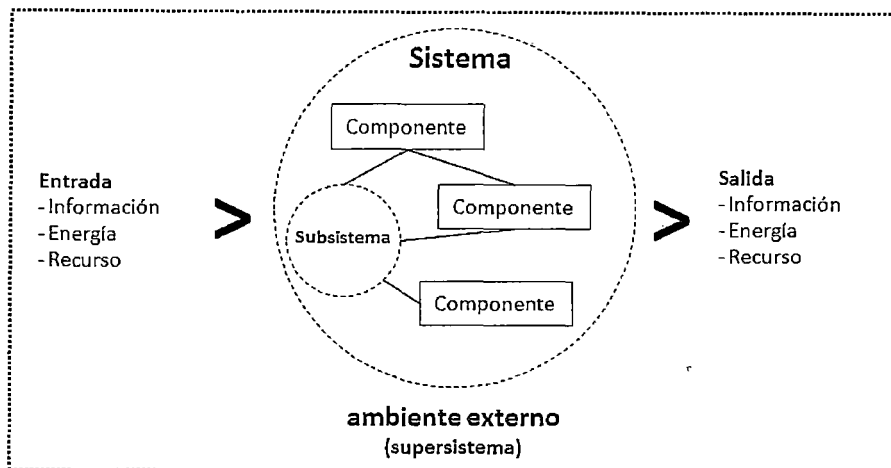 Sistema
Componente
Entrada
- Información
- Energía
- Recurso
>
Subsistema
Componente
Componente
>
Salida
- Información
- Energía
- Recurso
ambiente externo
(supersistema)